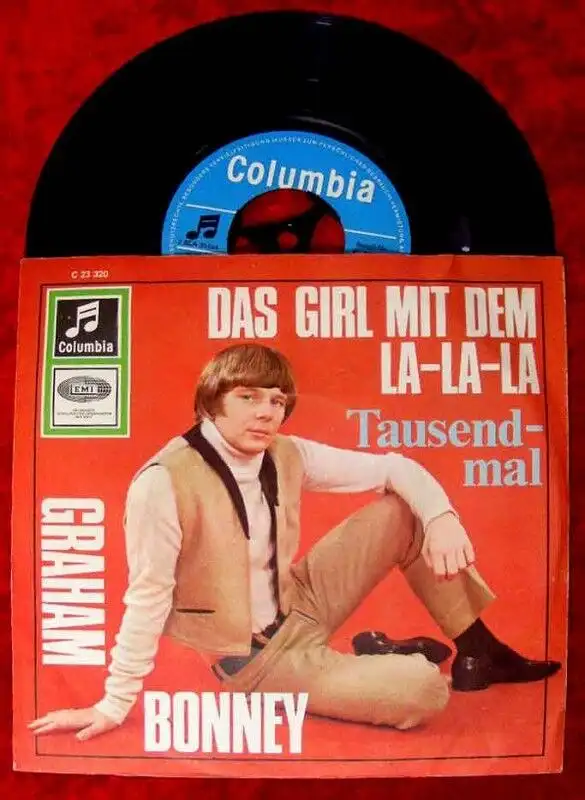 Columbia
C 23 320
Columbia
EMI
DAS GIRL MIT DEM
LA-LA-LA
Tausend-
mal
GRAHAM
BONNEY